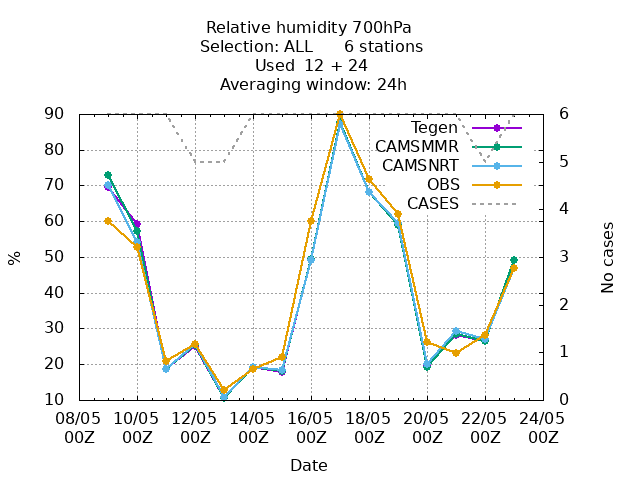 Relative humidity 700hPa
Selection: ALL      6 stations
Used  12 + 24
Averaging window: 24h
90 6
Tegen
CAMSMMR
80 5
CAMSNRT
70 OBS
CASES 4
60
% No cases
50 3
40 2
30
20 1
10 0
08/05 10/05 12/05 14/05 16/05 18/05 20/05 22/05 24/05
00Z 00Z 00Z 00Z 00Z 00Z 00Z 00Z 00Z
Date